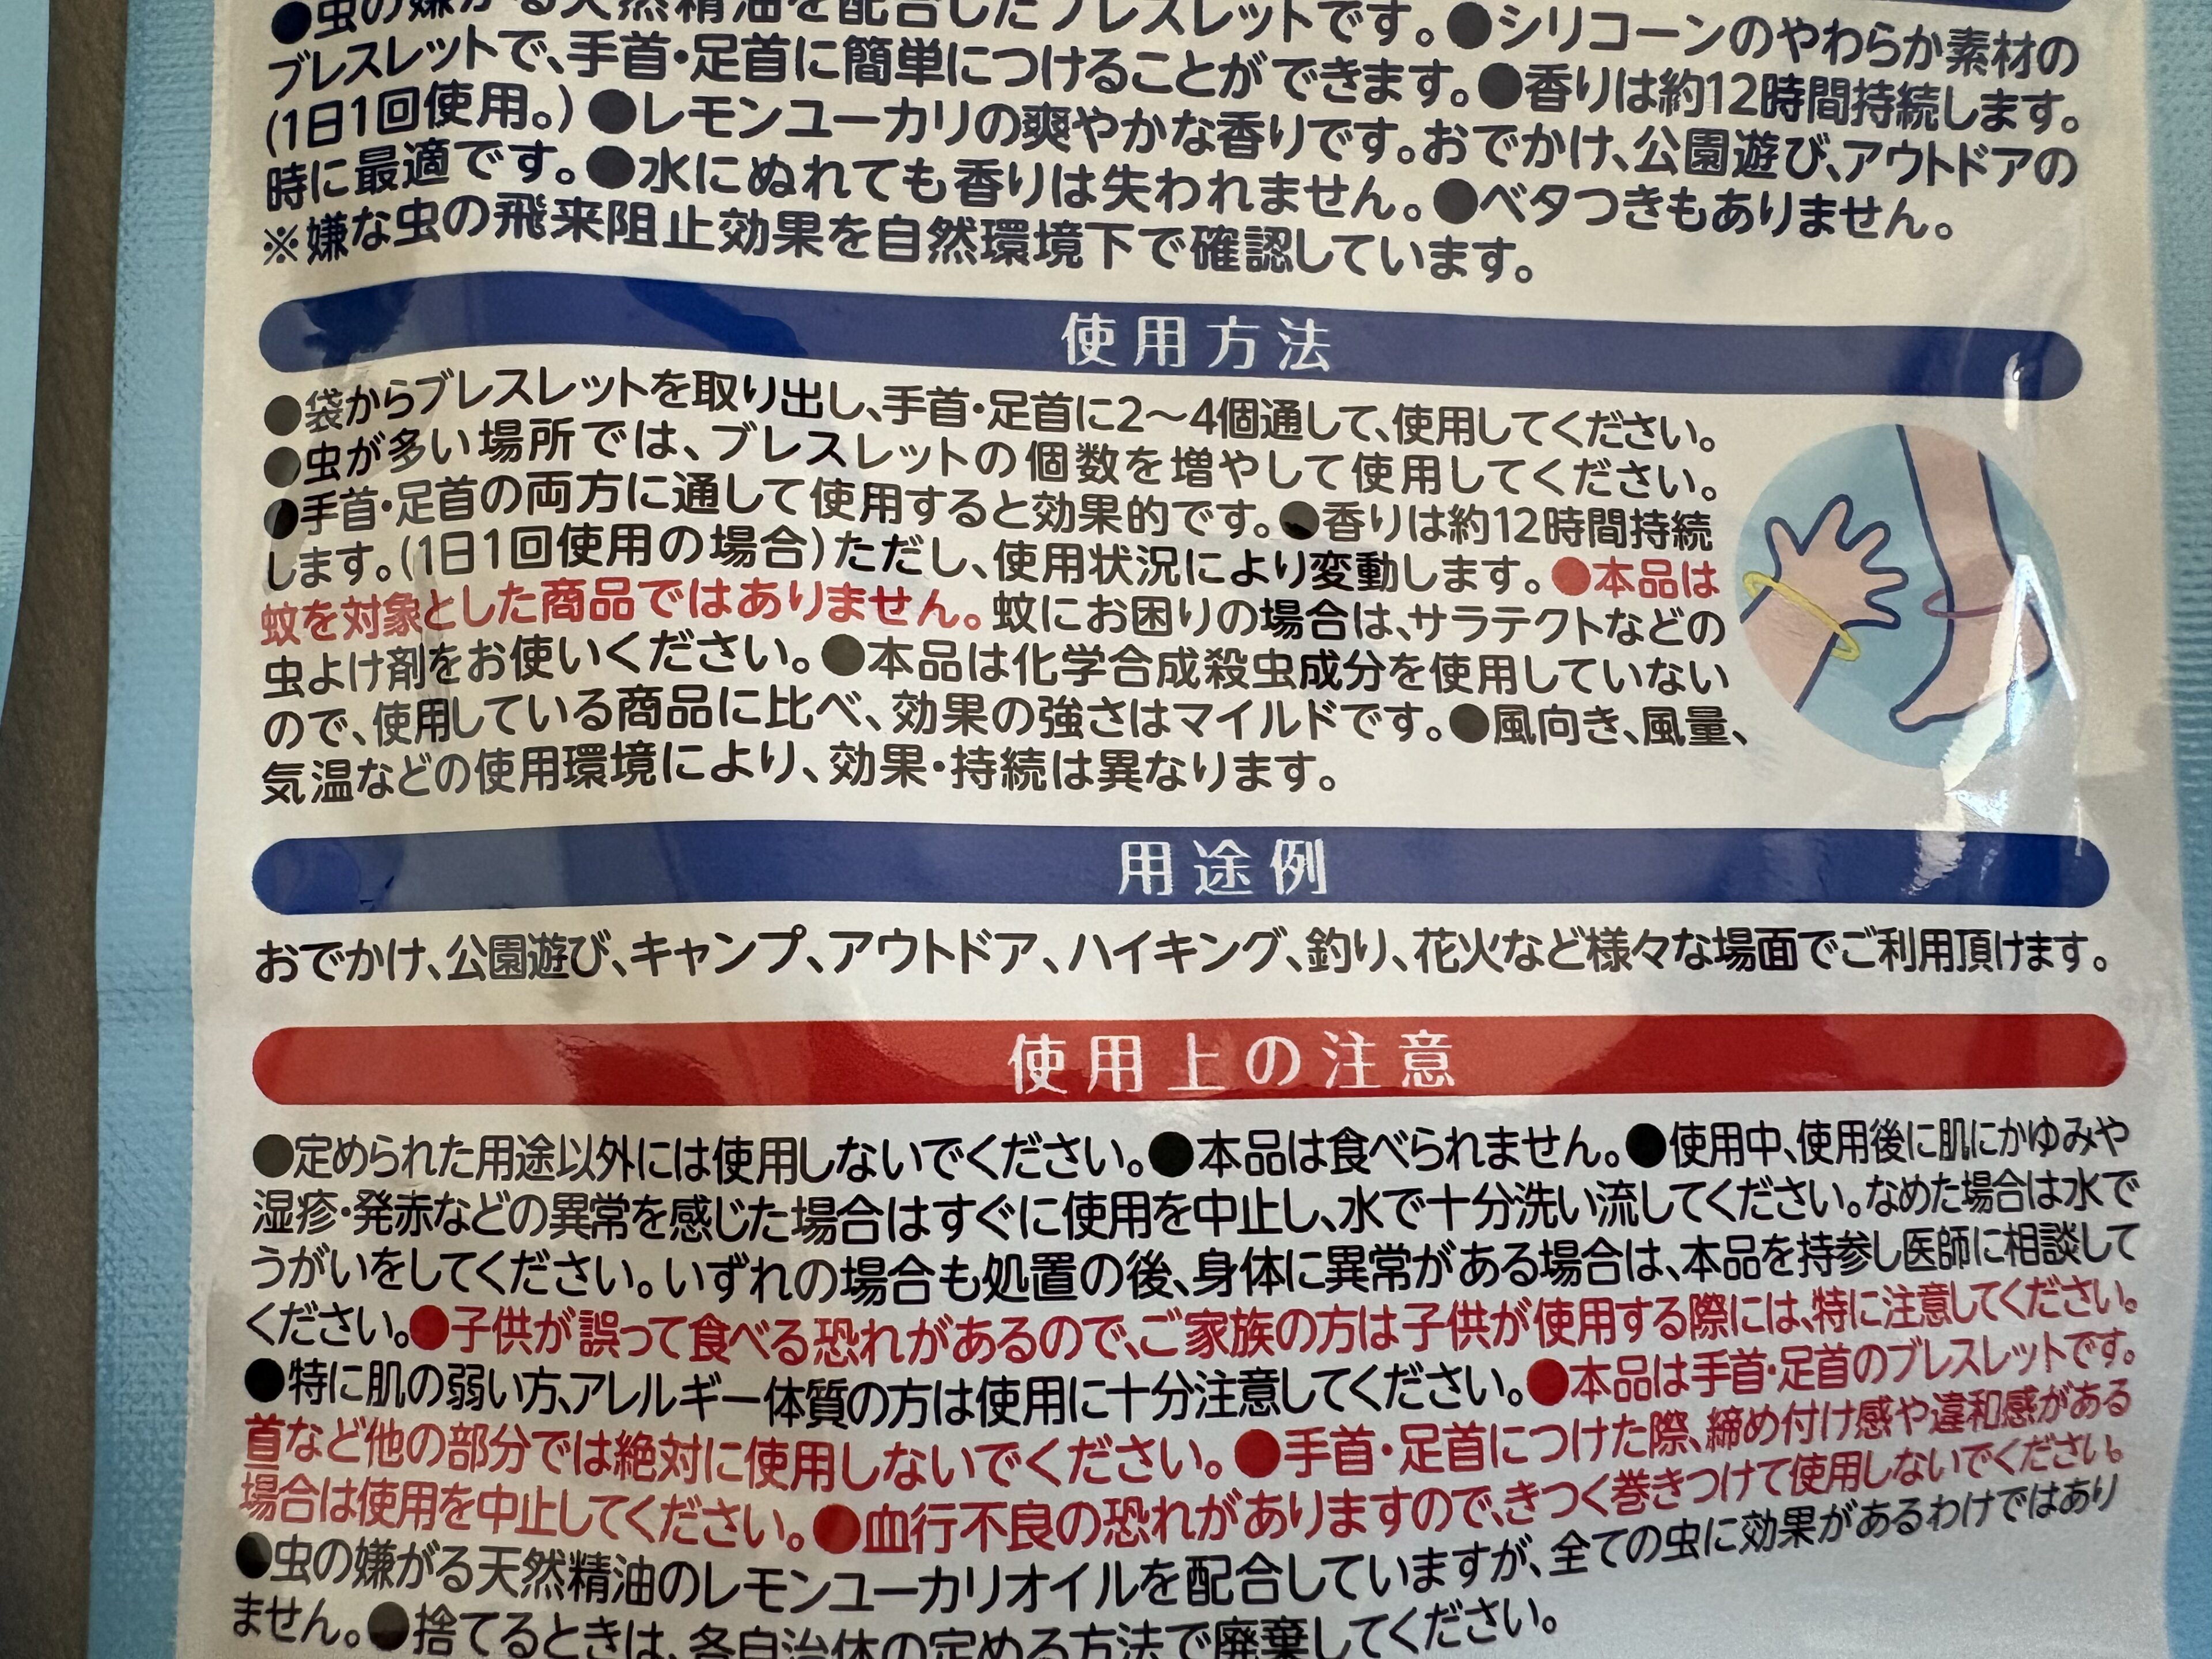 ●虫の嫌がる天然精油を配合したブレスレットです。●シリコーンのやわらか素材の
ブレスレットで、手首・足首に簡単につけることができます。●香りは約12時間持続します。
(1日1回使用。)●レモンユーカリの爽やかな香りです。おでかけ、公園遊び、アウトドアの
時に最適です。●水にぬれても香りは失われません。●ベタつきもありません。
※嫌な虫の飛来阻止効果を自然環境下で確認しています。
使用方法
●袋からブレスレットを取り出し、手首・足首に2〜4個通して、使用してください。
●虫が多い場所では、ブレスレットの個数を増やして使用してください。
●手首・足首の両方に通して使用すると効果的です。●香りは約12時間持続
します。(1日1回使用の場合)ただし、使用状況により変動します。●本品は
蚊を対象とした商品ではありません。蚊にお困りの場合は、サラテクトなどの
虫よけ剤をお使いください。●本品は化学合成殺虫成分を使用していない
ので、使用している商品に比べ、効果の強さはマイルドです。●風向き、風量、
気温などの使用環境により、効果・持続は異なります。
用途例
おでかけ、公園遊び、キャンプ、アウトドア、ハイキング、釣り、花火など様々な場面でご利用頂けます。
使用上の注意
●定められた用途以外には使用しないでください。●本品は食べられません。●使用中、使用後に肌にかゆみや
湿疹・発赤などの異常を感じた場合はすぐに使用を中止し、水で十分洗い流してください。なめた場合は水で
うがいをしてください。いずれの場合も処置の後、身体に異常がある場合は、本品を持参し医師に相談して
ください。●子供が誤って食べる恐れがあるので、ご家族の方は子供が使用する際には、特に注意してください。
●特に肌の弱い方、アレルギー体質の方は使用に十分注意してください。●本品は手首・足首のブレスレットです。
首など他の部分では絶対に使用しないでください。●手首・足首につけた際、締め付け感や違和感がある
場合は使用を中止してください。●血行不良の恐れがありますので、きつく巻きつけて使用しないでください。
●虫の嫌がる天然精油のレモンユーカリオイルを配合していますが、全ての虫に効果があるわけではあり
ません。●捨てるときは、各自治体の定める方法で廃棄してください。